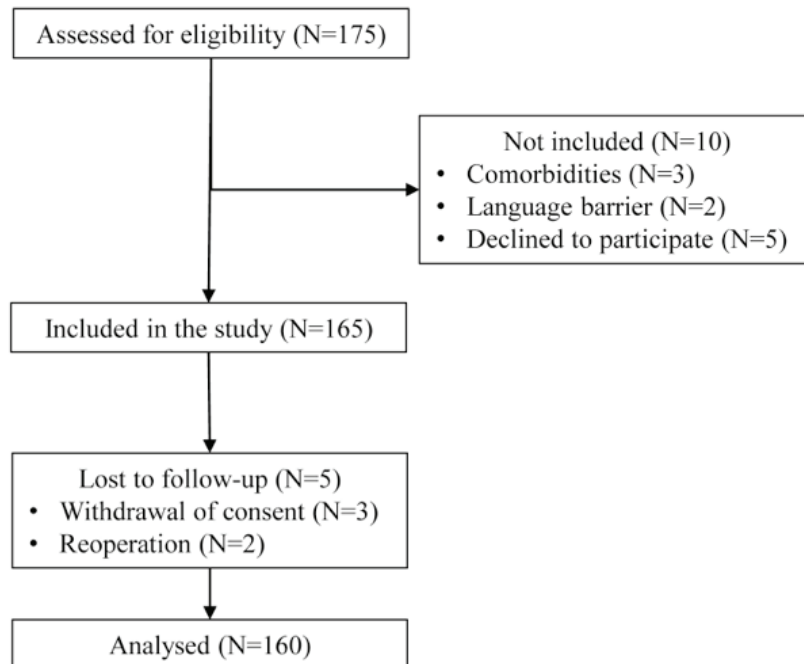 Assessed for eligibility (N=175)
Not included (N=10)
• Comorbidities (N=3)
• Language barrier (N=2)
• Declined to participate (N=5)
Included in the study (N=165)
Lost to follow-up (N=5)
• Withdrawal of consent (N=3)
• Reoperation (N=2)
Analysed (N=160)